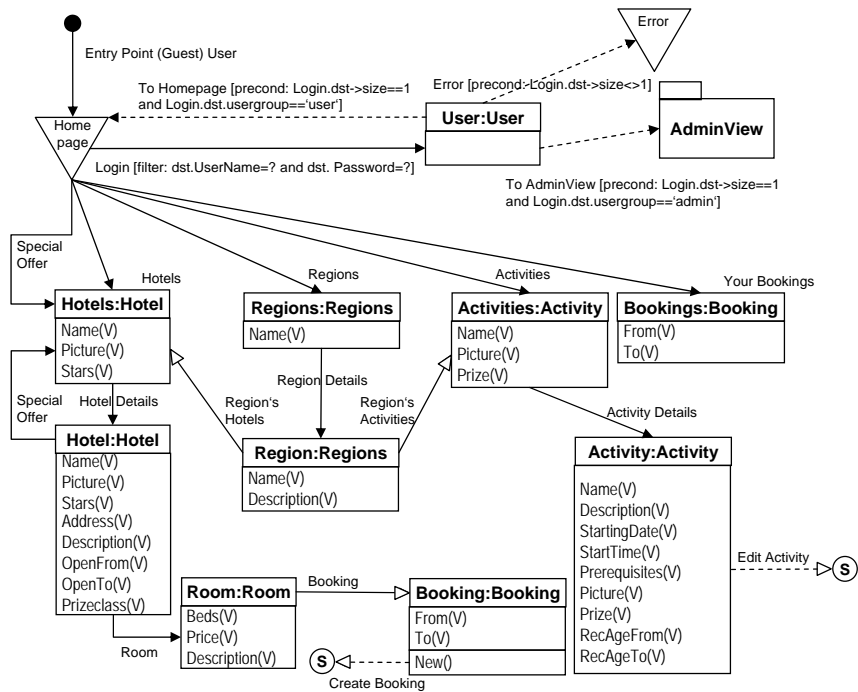 Error
Entry Point (Guest) User
To Homepage [precond: Login.dst->size==1
and Login.dst.usergroup==‘user‘]
Error [precond: Login.dst->size<>1]
Home
page
User:User
AdminView
Login [filter: dst.UserName=? and dst. Password=?]
To AdminView [precond: Login.dst->size==1
and Login.dst.usergroup==‘admin‘]
Special
Offer
Hotels
Regions
Activities
Your Bookings
Hotels:Hotel
Name(V)
Picture(V)
Stars(V)
Regions:Regions
Name(V)
Activities:Activity
Name(V)
Picture(V)
Prize(V)
Bookings:Booking
From(V)
To(V)
Special
Offer
Hotel Details
Region‘s
Hotels
Region Details
Region‘s
Activities
Activity Details
Hotel:Hotel
Name(V)
Picture(V)
Stars(V)
Address(V)
Description(V)
OpenFrom(V)
OpenTo(V)
Prizeclass(V)
Region:Regions
Name(V)
Description(V)
Activity:Activity
Name(V)
Description(V)
StartingDate(V)
StartTime(V)
Prerequisites(V)
Picture(V)
Prize(V)
RecAgeFrom(V)
RecAgeTo(V)
Edit Activity
S
Room
Room:Room
Beds(V)
Price(V)
Description(V)
Booking
Booking:Booking
From(V)
To(V)
New()
S
Create Booking